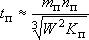 t_п ≈ m_п n_п / ∛(W² K_п)